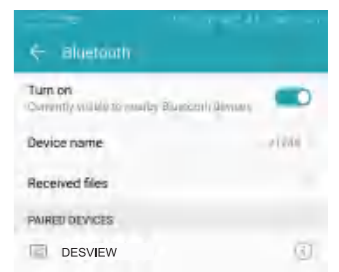 Bluetooth
Turn on
Currently visible to nearby Bluetooth devices
Device name
Received files
PAIRED DEVICES
DESVIEW